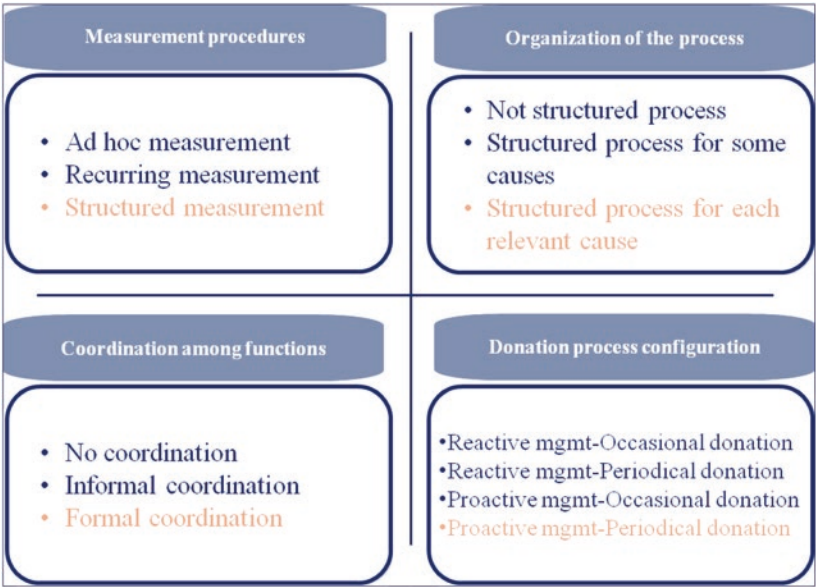 Measurement procedures
• Ad hoc measurement
• Recurring measurement
• Structured measurement
Organization of the process
• Not structured process
• Structured process for some
causes
• Structured process for each
relevant cause
Coordination among functions
• No coordination
• Informal coordination
• Formal coordination
Donation process configuration
•Reactive mgmt-Occasional donation
•Reactive mgmt-Periodical donation
•Proactive mgmt-Occasional donation
•Proactive mgmt-Periodical donation